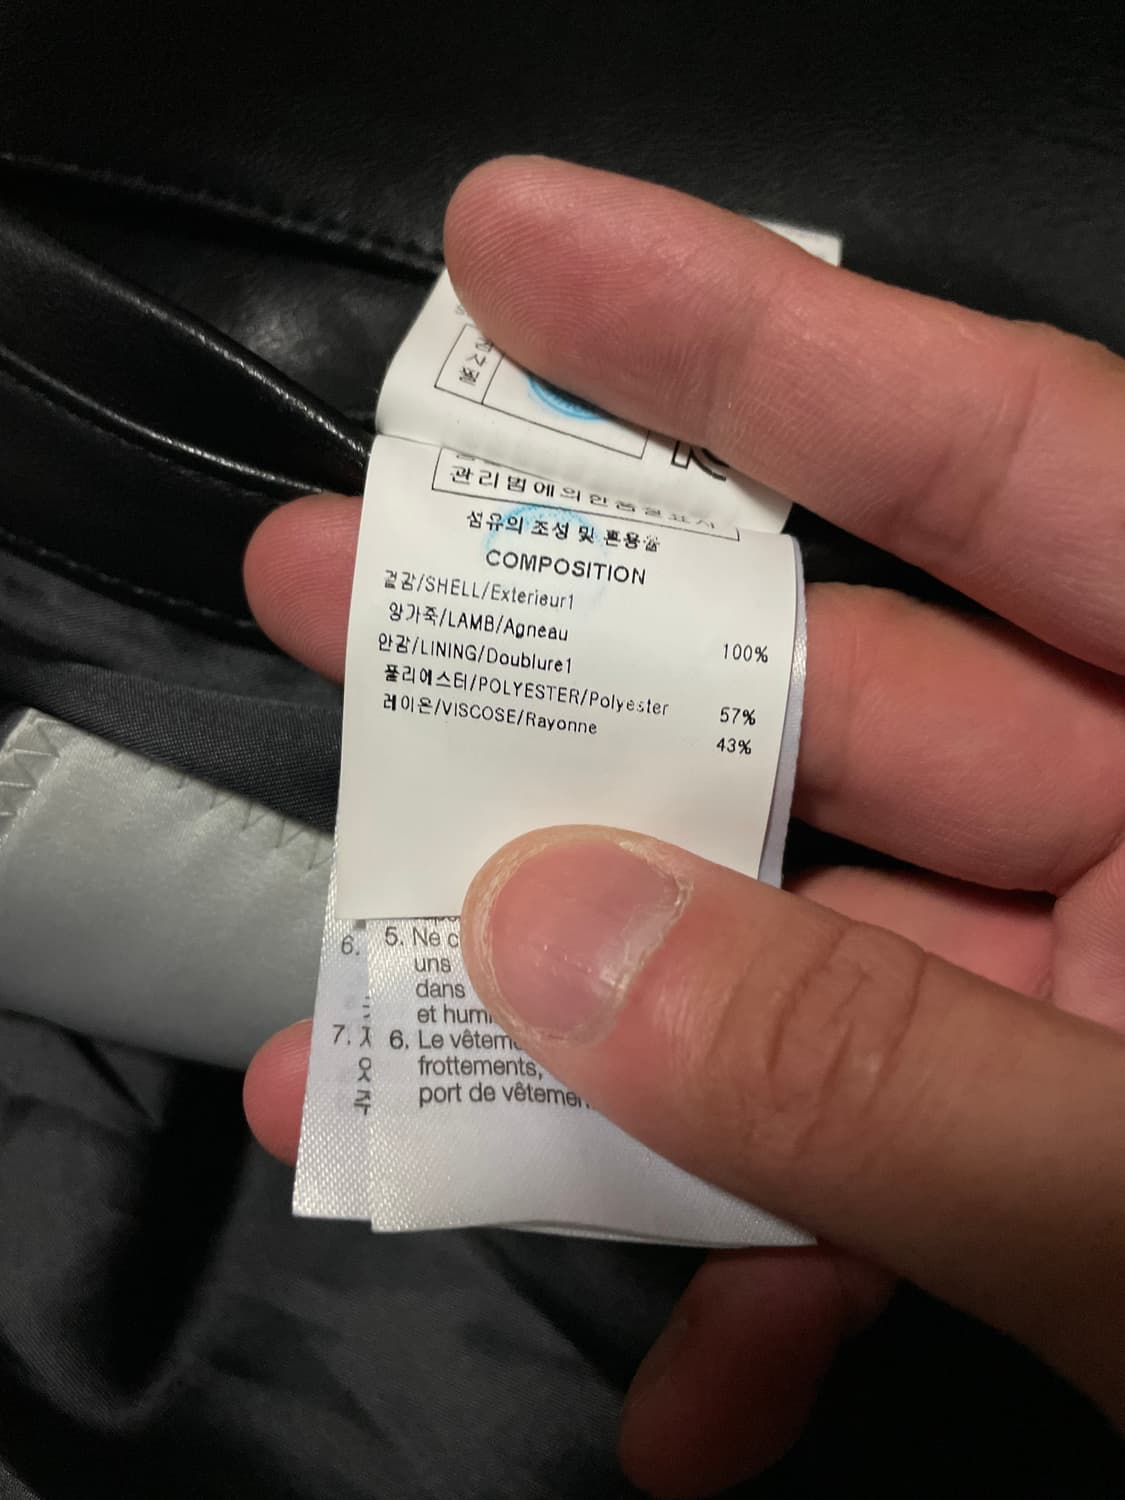 관리법에의한품질표시
섬유의 조성 및 혼용율
COMPOSITION
겉감/SHELL/Exterieur1
양가죽/LAMB/Agneau 100%
안감/LINING/Doublure1
폴리에스터/POLYESTER/Polyester 57%
레이온/VISCOSE/Rayonne 43%
6.
7.
5. Ne
uns
dans
et
6. Le
frottements,
port de